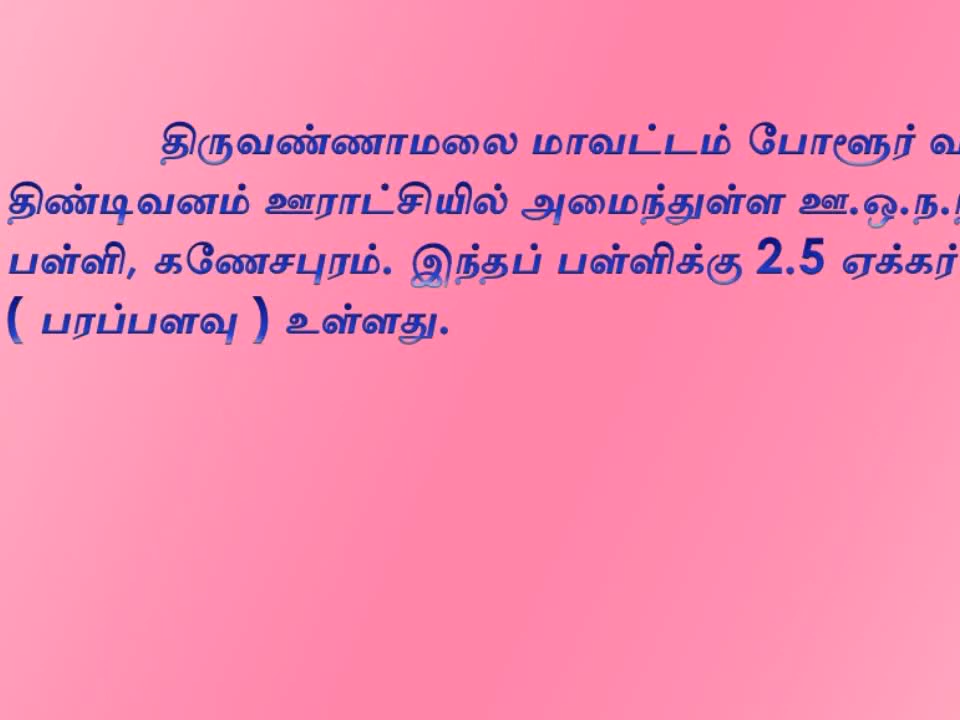 திருவண்ணாமலை மாவட்டம் போளூர்
திண்டிவனம் ஊராட்சியில் அமைந்துள்ள ஊ.ஒ.ந.
பள்ளி, கணேசபுரம். இந்தப் பள்ளிக்கு 2.5 ஏக்கர்
( பரப்பளவு ) உள்ளது.